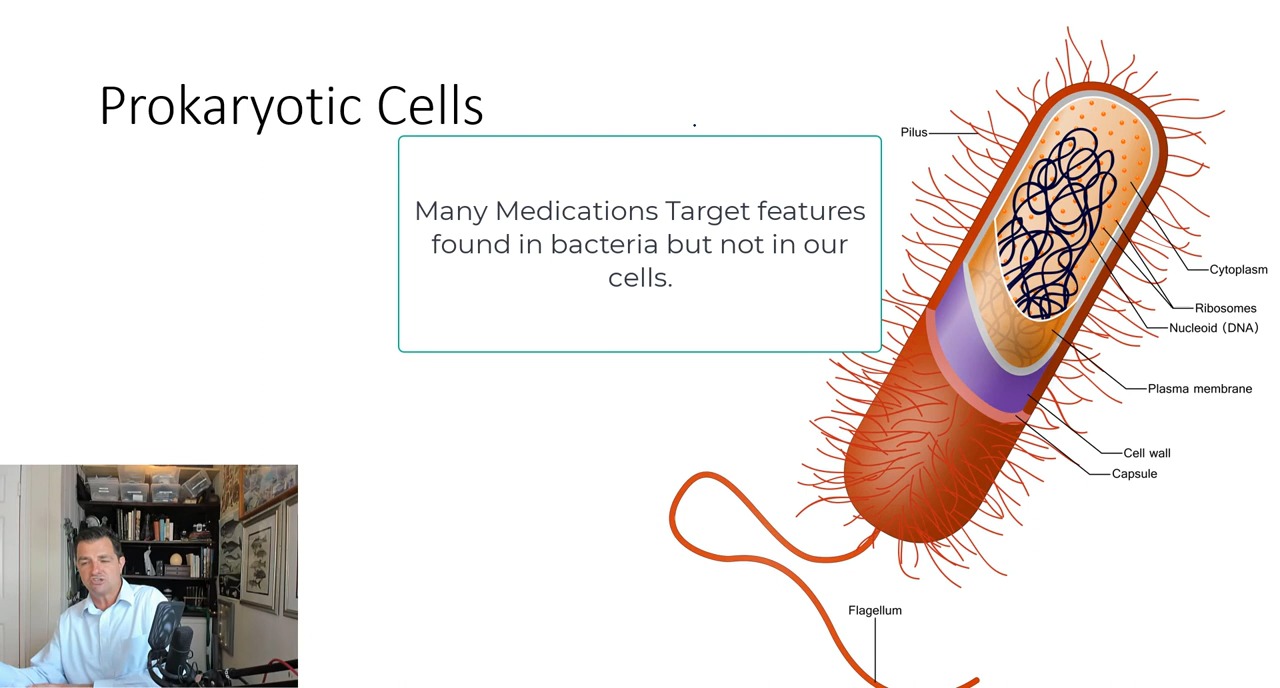 Prokaryotic Cells
Many Medications Target features
found in bacteria but not in our
cells.
Pilus
Cytoplasm
Ribosomes
Nucleoid (DNA)
Plasma membrane
Cell wall
Capsule
Flagellum